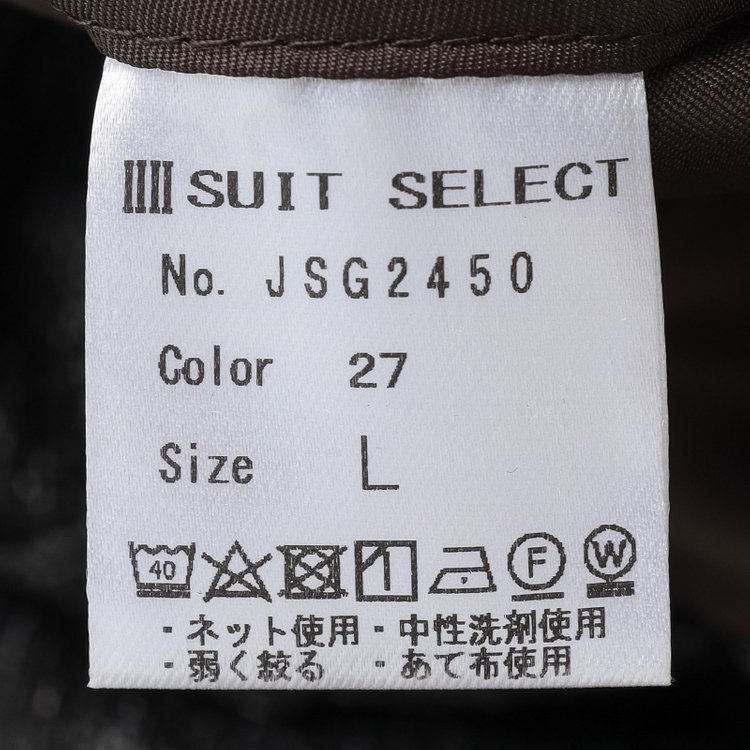 IIII SUIT SELECT
No. JSG2450
Color 27
Size L
40 F W
・ネット使用・中性洗剤使用
・弱く絞る ・あて布使用